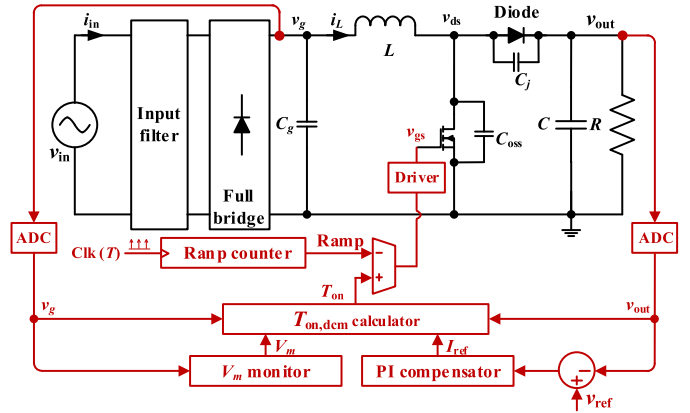 v_g
i_L
v_ds
Diode
v_out
i_in
L
C_j
Input
filter
C_g
v_gs
C_oss
C
R
v_in
Driver
Full
bridge
ADC
Clk (T)
Ranp counter
Ramp
−
+
ADC
T_on
v_g
T_on,dcm calculator
v_out
V_m
I_ref
V_m monitor
PI compensator
−
+
v_ref